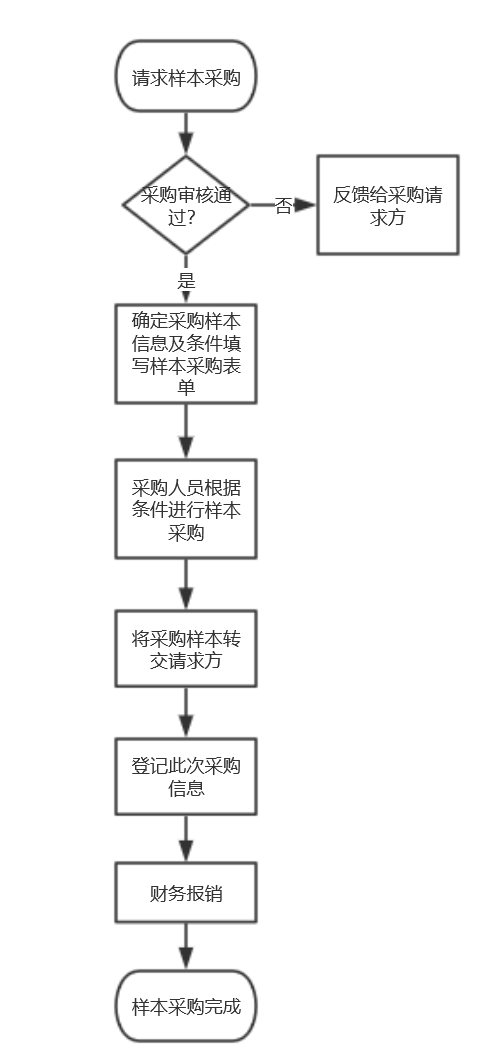 请求样本采购
采购审核通
过?
否
反馈给采购请
求方
是
确定采购样本
信息及条件填
写样本采购表
单
采购人员根据
条件进行样本
采购
将采购样本转
交请求方
登记此次采购
信息
财务报销
样本采购完成